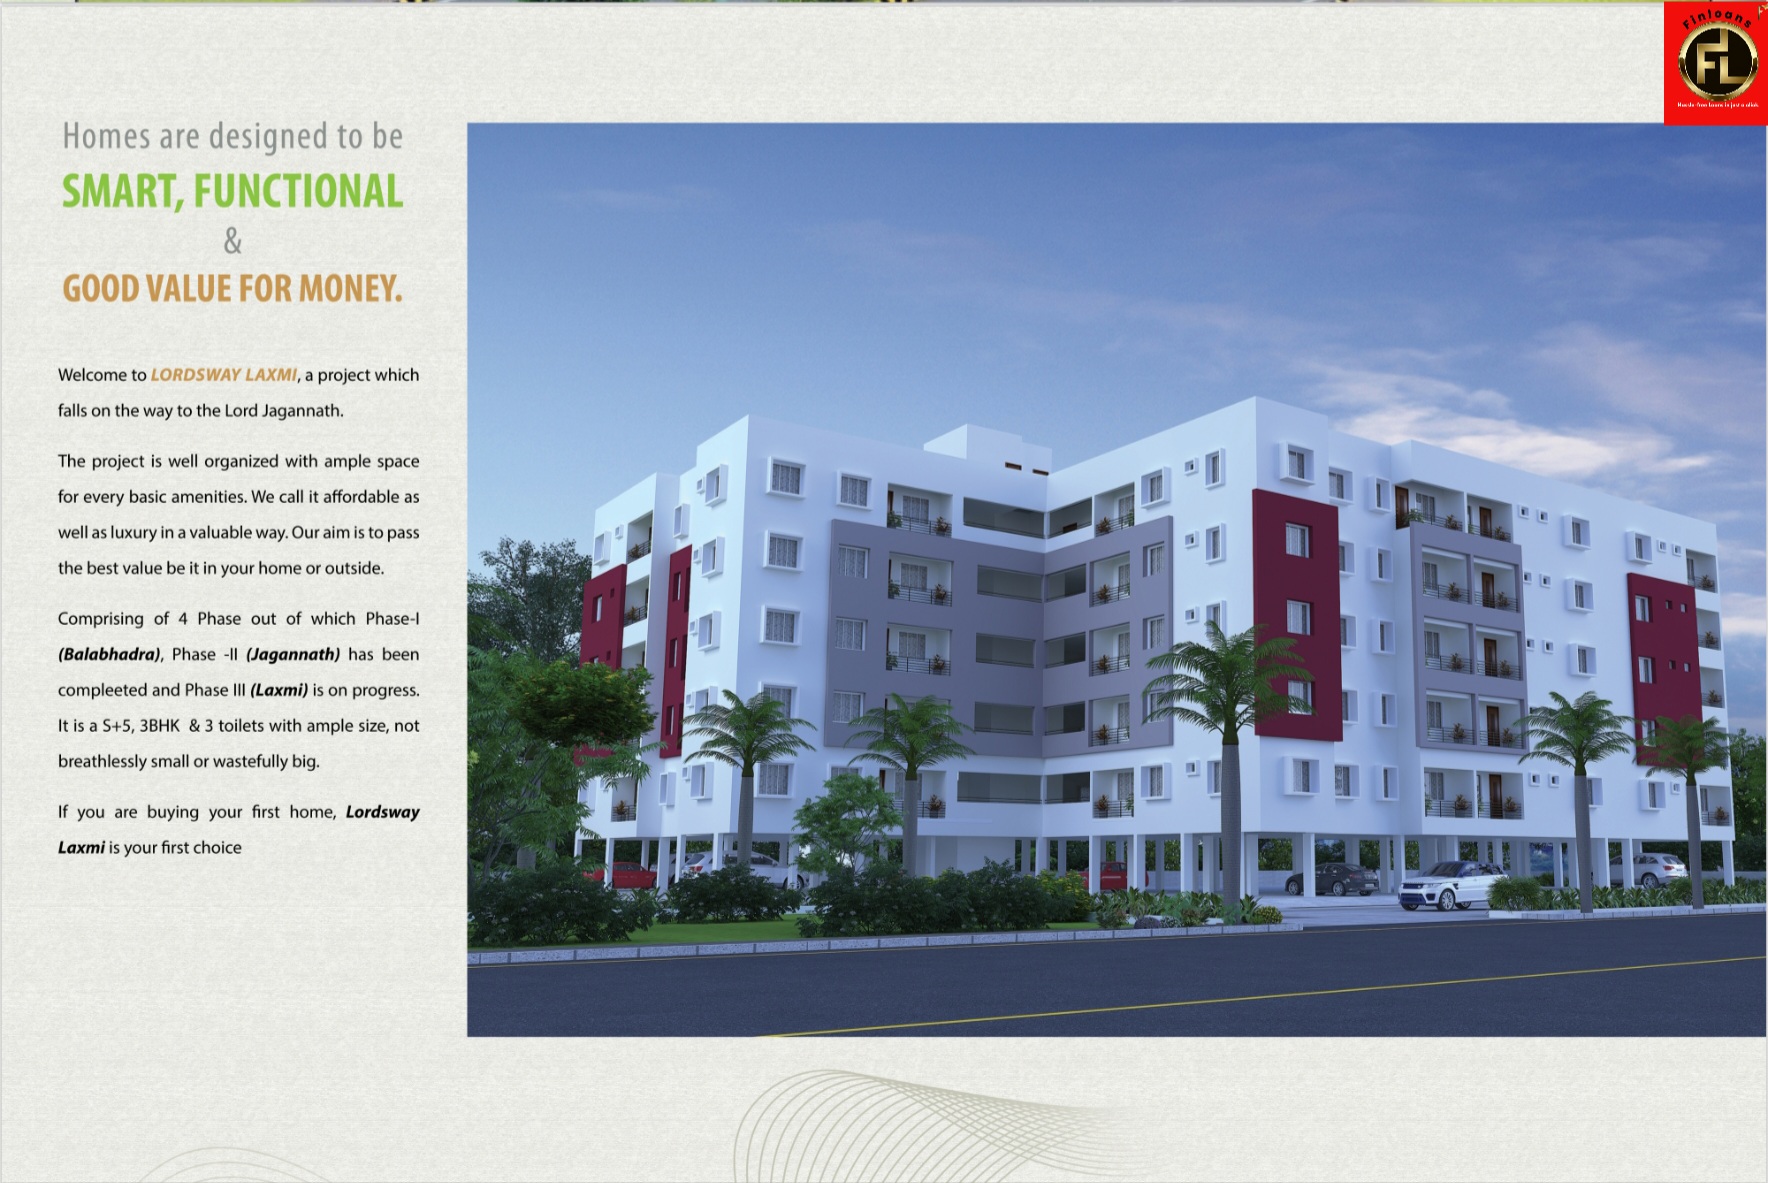 Finloans
FL
Hassle-free Loans in just a click.
Homes are designed to be
SMART, FUNCTIONAL
&
GOOD VALUE FOR MONEY.
Welcome to LORDSWAY LAXMI, a project which
falls on the way to the Lord Jagannath.
The project is well organized with ample space
for every basic amenities. We call it affordable as
well as luxury in a valuable way. Our aim is to pass
the best value be it in your home or outside.
Comprising of 4 Phase out of which Phase-I
(Balabhadra), Phase -II (Jagannath) has been
compleeted and Phase III (Laxmi) is on progress.
It is a S+5, 3BHK & 3 toilets with ample size, not
breathlessly small or wastefully big.
If you are buying your first home, Lordsway
Laxmi is your first choice